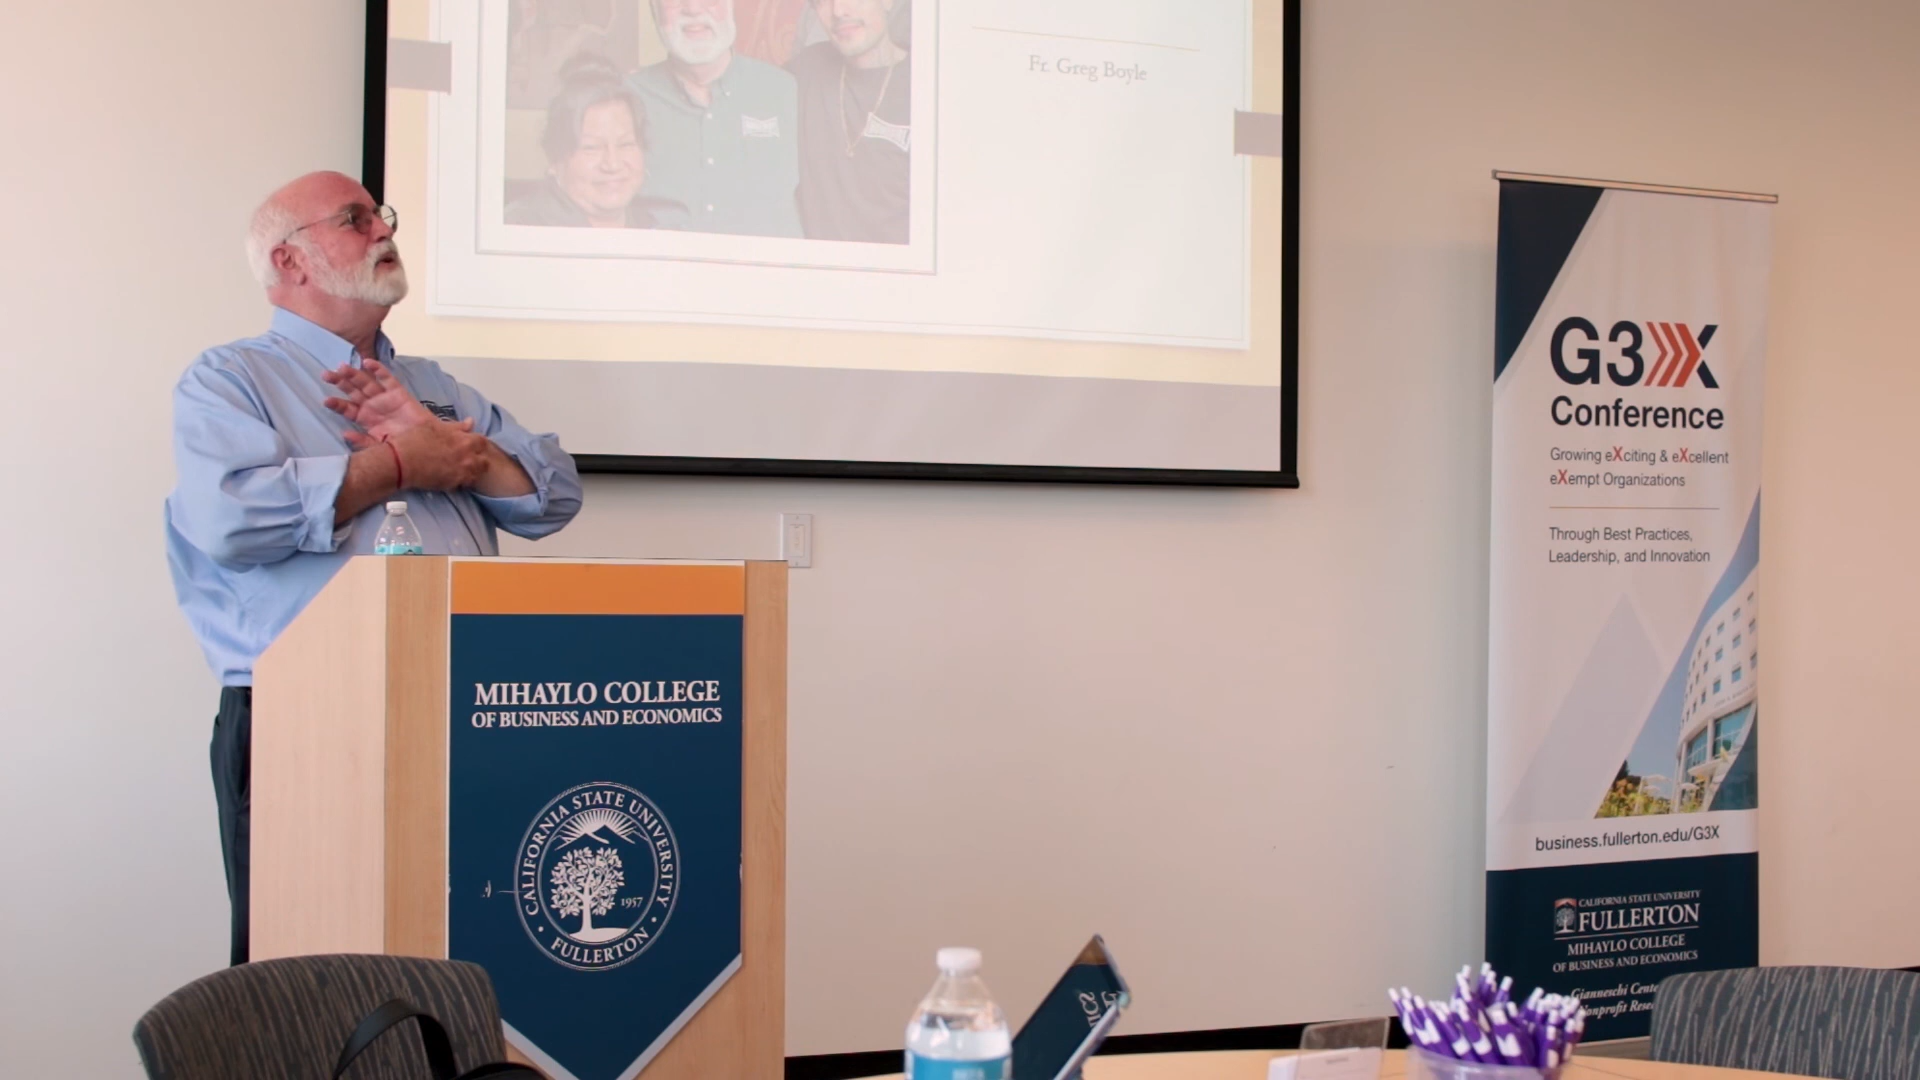 Fr. Greg Boyle
G3X
Conference
Growing eXciting & eXcellent
eXempt Organizations
Through Best Practices,
Leadership, and Innovation
business.fullerton.edu/G3X
CALIFORNIA STATE UNIVERSITY
FULLERTON
MIHAYLO COLLEGE
OF BUSINESS AND ECONOMICS
Gianneschi
MIHAYLO COLLEGE
OF BUSINESS AND ECONOMICS
CALIFORNIA STATE UNIVERSITY
1957
FULLERTON